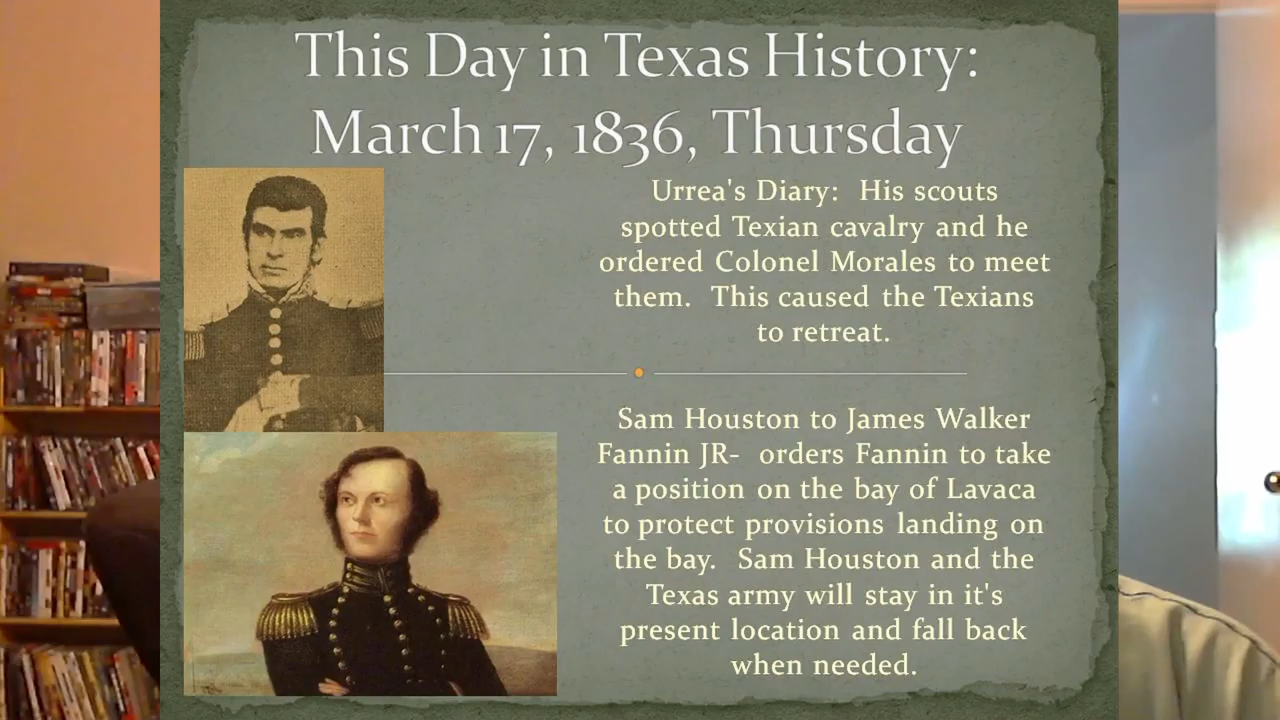 This Day in Texas History:
March 17, 1836, Thursday
Urrea's Diary: His scouts
spotted Texian cavalry and he
ordered Colonel Morales to meet
them. This caused the Texians
to retreat.
Sam Houston to James Walker
Fannin JR- orders Fannin to take
a position on the bay of Lavaca
to protect provisions landing on
the bay. Sam Houston and the
Texas army will stay in it's
present location and fall back
when needed.